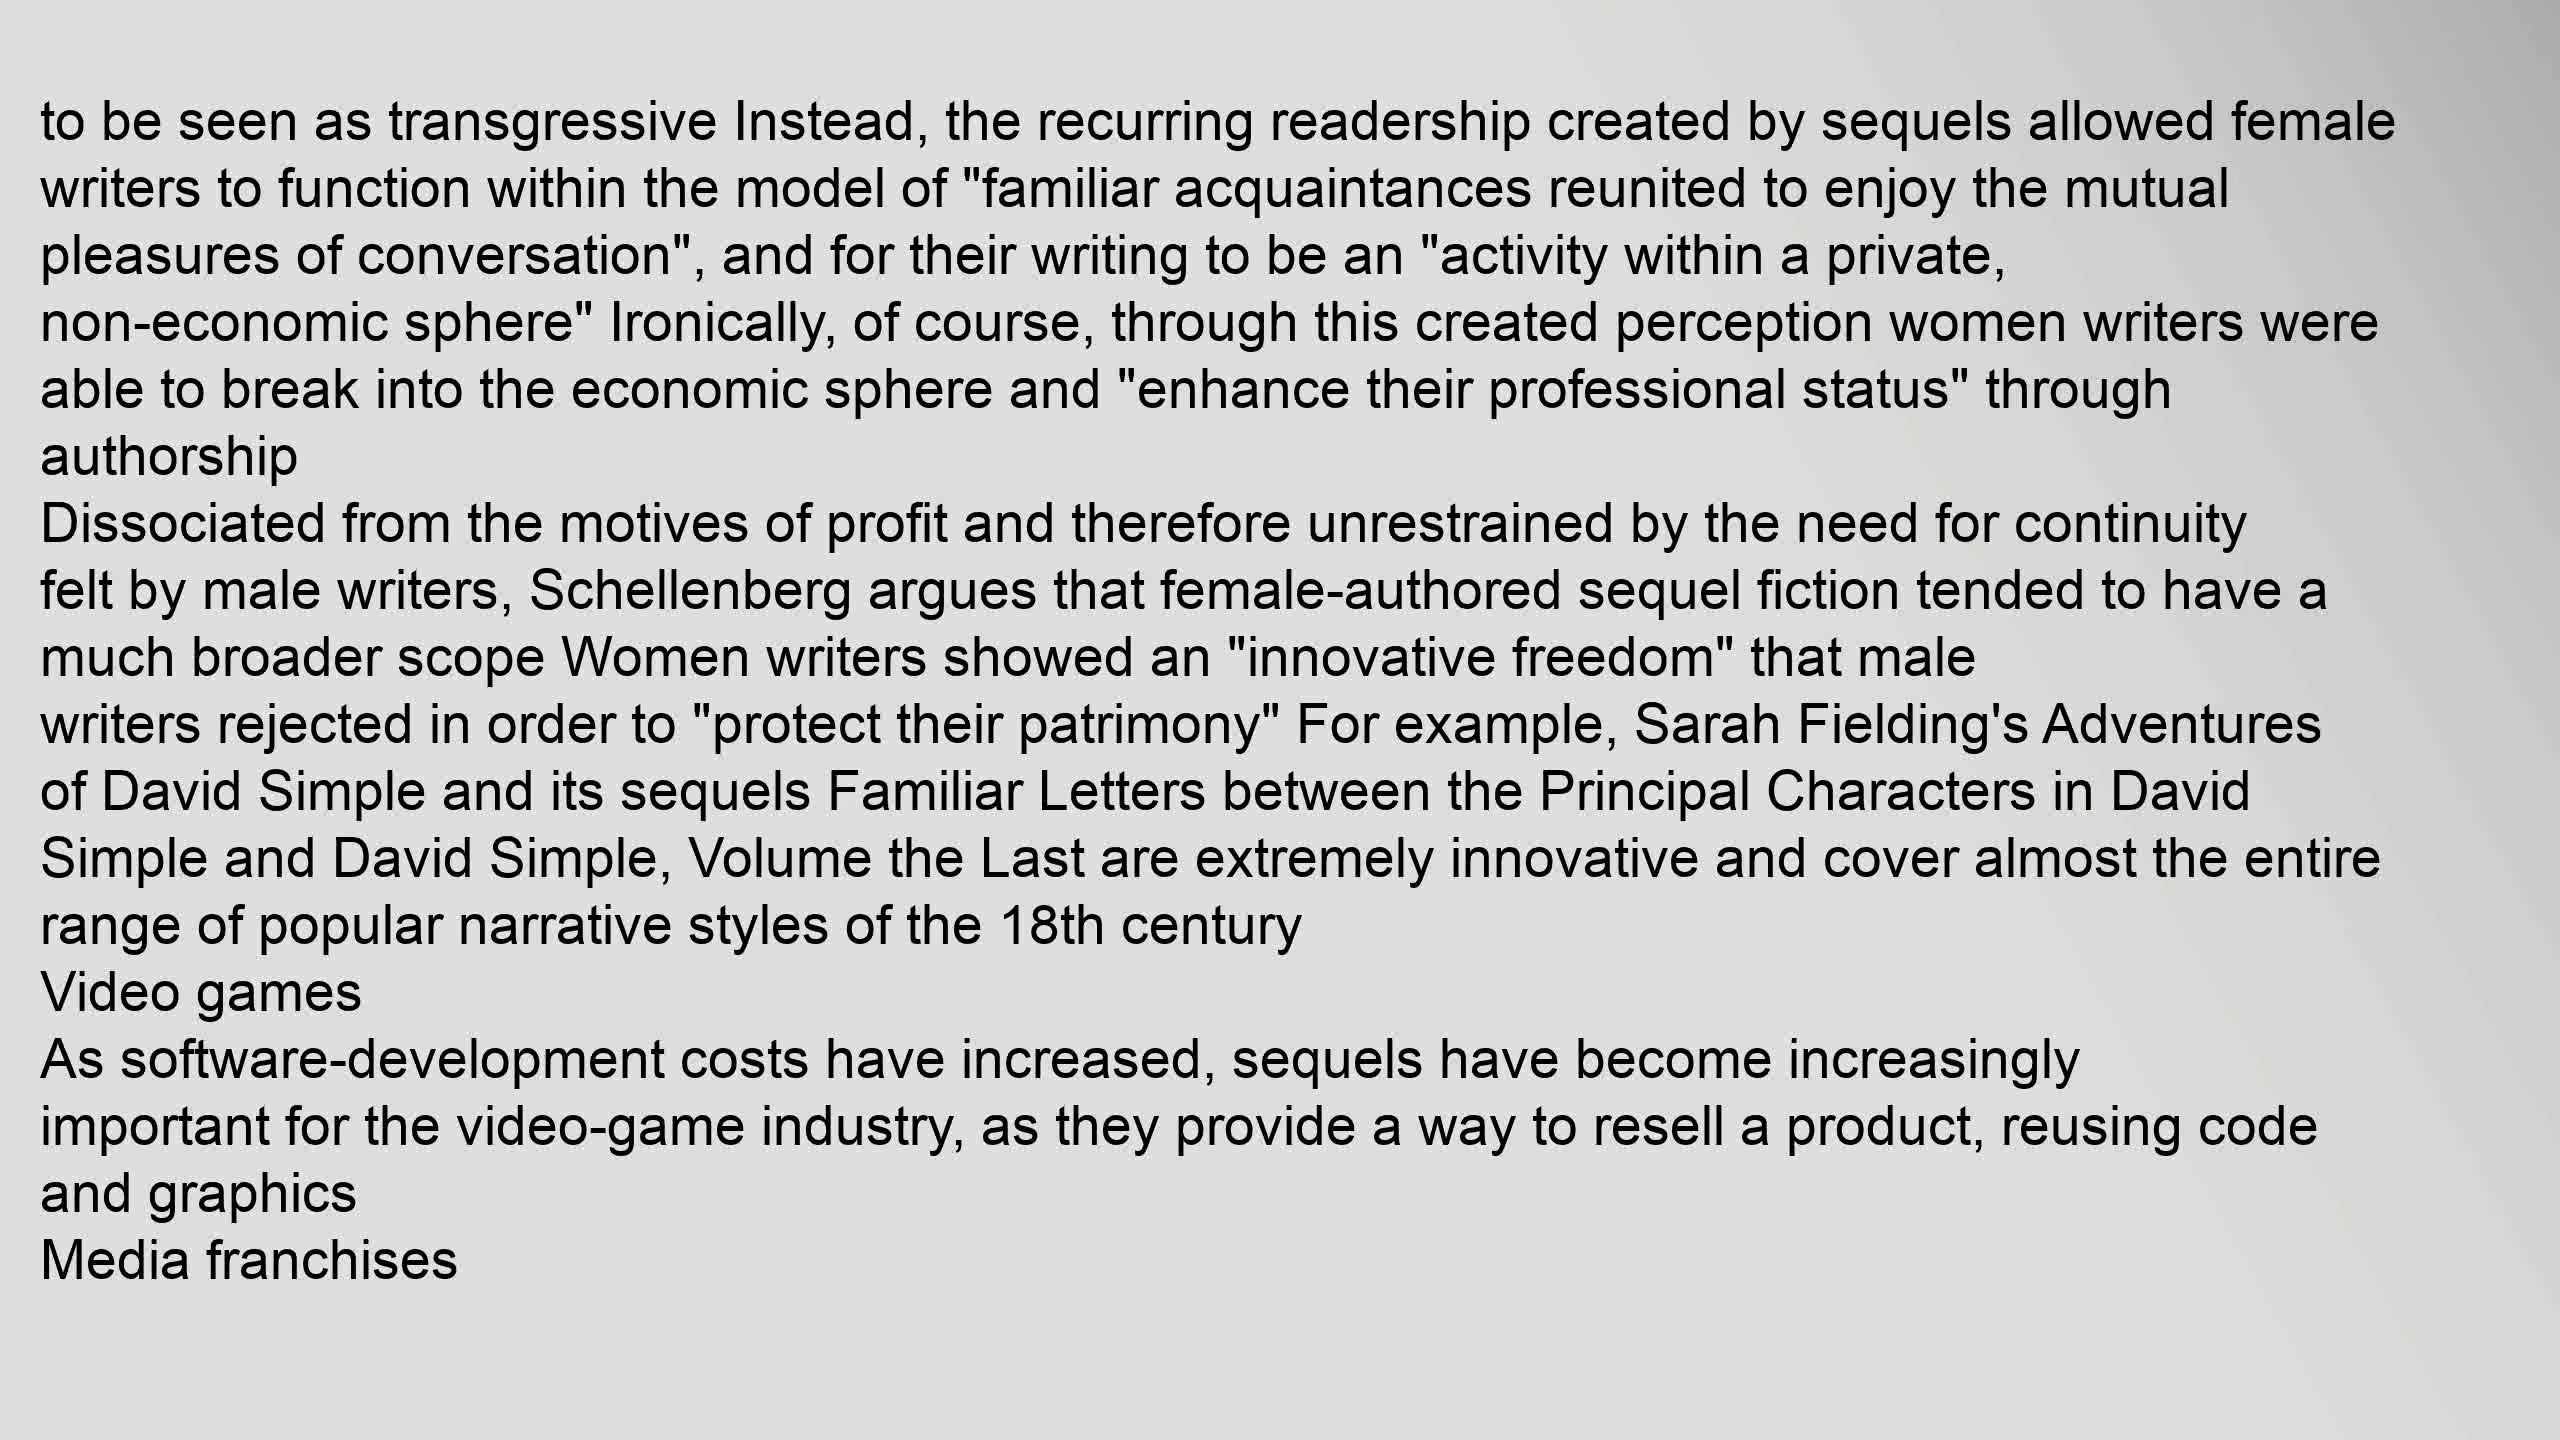 to be seen as transgressive Instead, the recurring readership created by sequels allowed female
writers to function within the model of "familiar acquaintances reunited to enjoy the mutual
pleasures of conversation", and for their writing to be an "activity within a private,
non-economic sphere" Ironically, of course, through this created perception women writers were
able to break into the economic sphere and "enhance their professional status" through
authorship
Dissociated from the motives of profit and therefore unrestrained by the need for continuity
felt by male writers, Schellenberg argues that female-authored sequel fiction tended to have a
much broader scope Women writers showed an "innovative freedom" that male
writers rejected in order to "protect their patrimony" For example, Sarah Fielding's Adventures
of David Simple and its sequels Familiar Letters between the Principal Characters in David
Simple and David Simple, Volume the Last are extremely innovative and cover almost the entire
range of popular narrative styles of the 18th century
Video games
As software-development costs have increased, sequels have become increasingly
important for the video-game industry, as they provide a way to resell a product, reusing code
and graphics
Media franchises